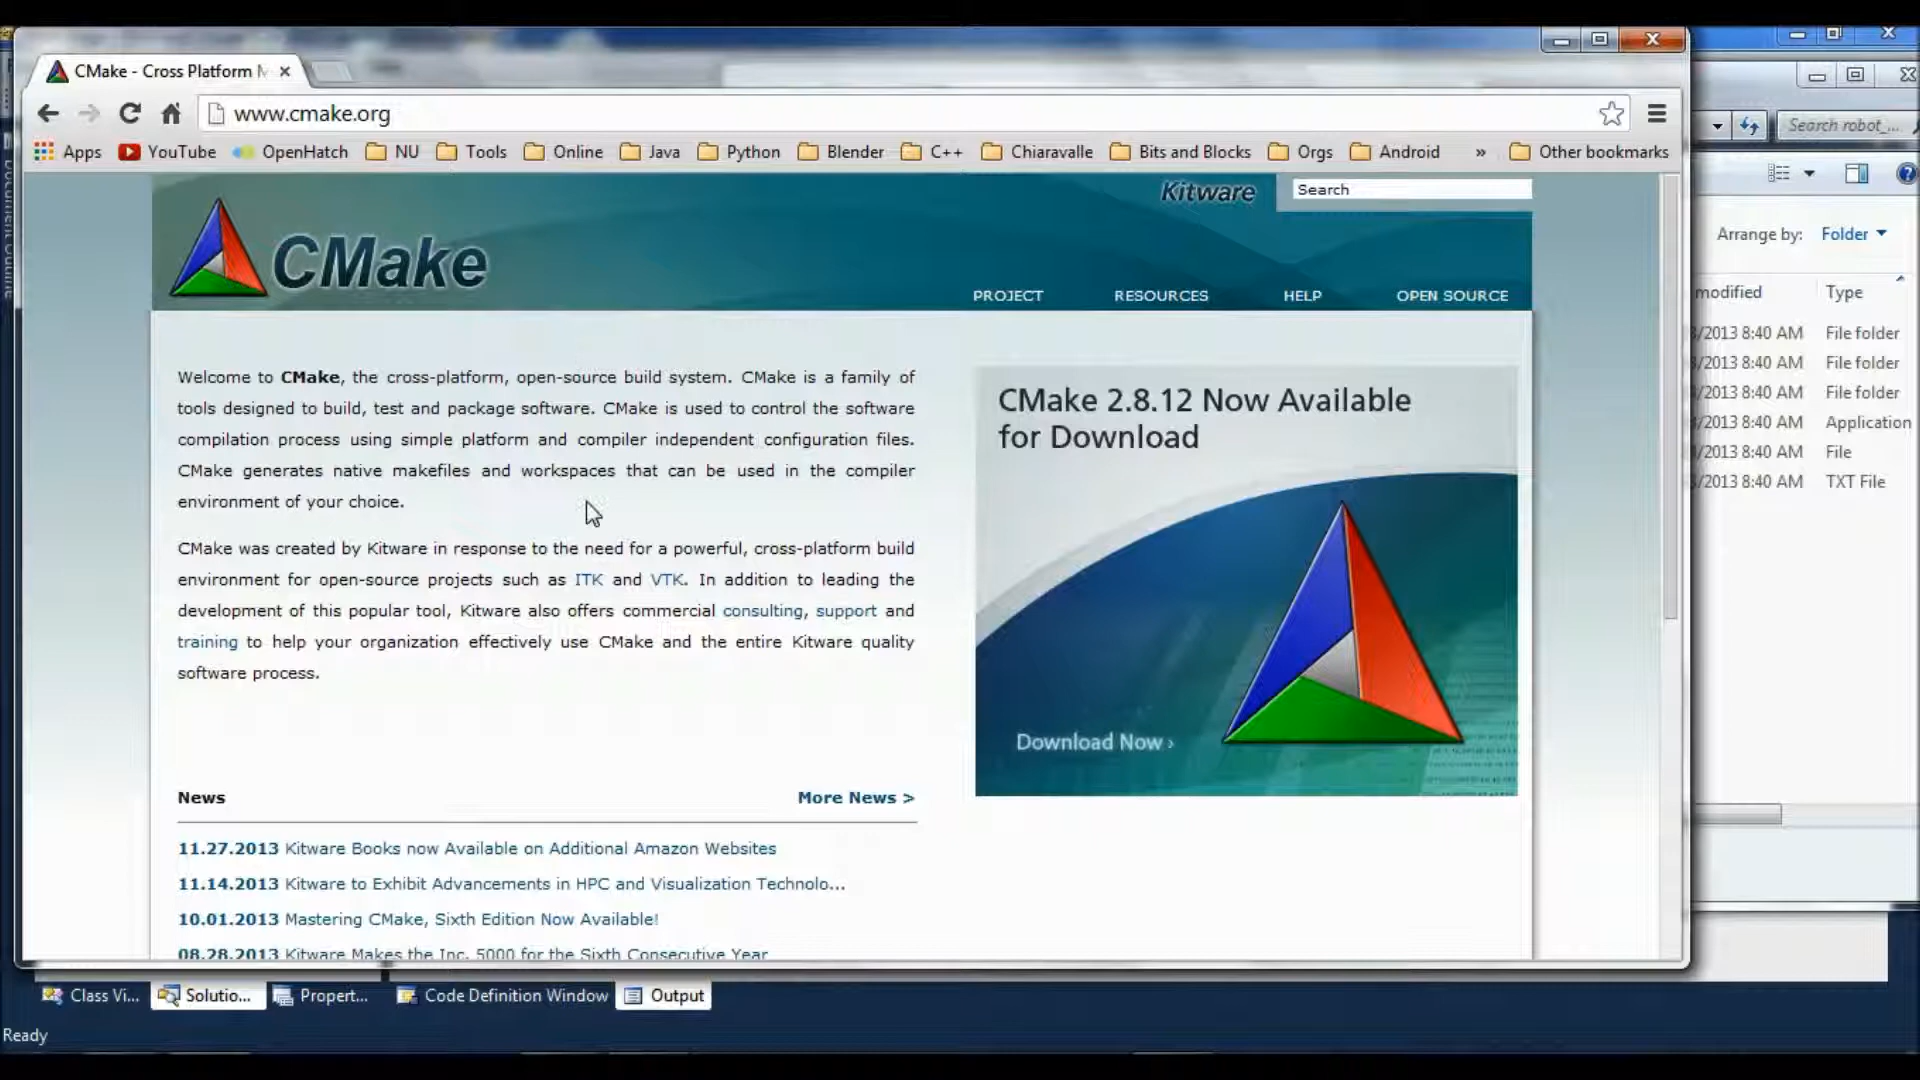 CMake - Cross Platform M
www.cmake.org
Search robot_...
Apps YouTube OpenHatch NU Tools Online Java Python Blender C++ Chiaravalle Bits and Blocks Orgs Android » Other bookmarks
Kitware Search
CMake
PROJECT RESOURCES HELP OPEN SOURCE
Arrange by: Folder
modified Type
/2013 8:40 AM File folder
/2013 8:40 AM File folder
/2013 8:40 AM File folder
/2013 8:40 AM Application
/2013 8:40 AM File
/2013 8:40 AM TXT File
Welcome to CMake, the cross-platform, open-source build system. CMake is a family of
tools designed to build, test and package software. CMake is used to control the software
compilation process using simple platform and compiler independent configuration files.
CMake generates native makefiles and workspaces that can be used in the compiler
environment of your choice.
CMake was created by Kitware in response to the need for a powerful, cross-platform build
environment for open-source projects such as ITK and VTK. In addition to leading the
development of this popular tool, Kitware also offers commercial consulting, support and
training to help your organization effectively use CMake and the entire Kitware quality
software process.
CMake 2.8.12 Now Available
for Download
Download Now ›
News More News >
11.27.2013 Kitware Books now Available on Additional Amazon Websites
11.14.2013 Kitware to Exhibit Advancements in HPC and Visualization Technolo...
10.01.2013 Mastering CMake, Sixth Edition Now Available!
08.28.2013 Kitware Makes the Inc. 5000 for the Sixth Consecutive Year
Class Vi... Solutio... Propert... Code Definition Window Output
Ready